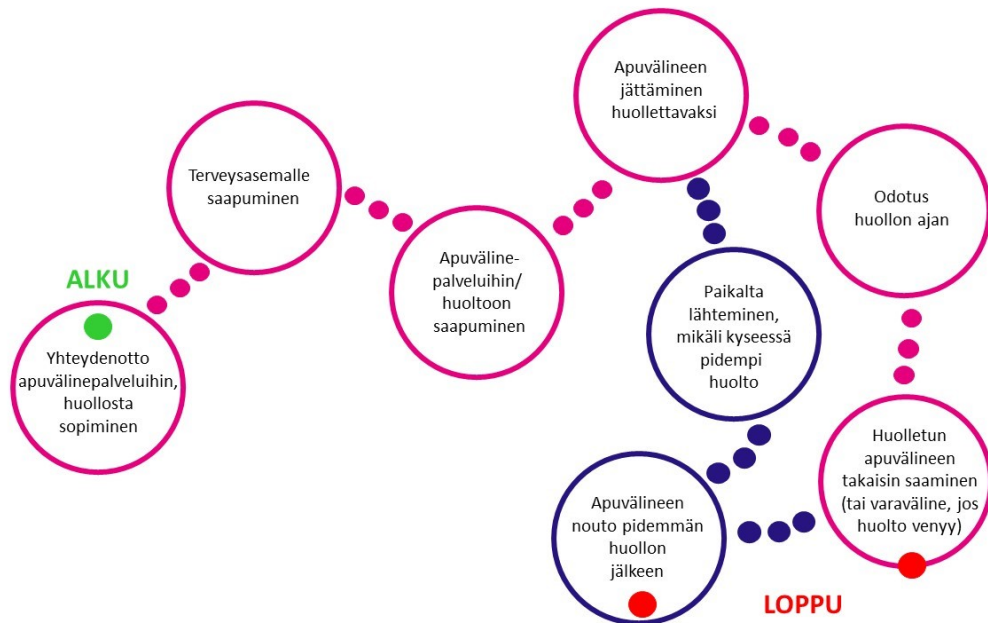 ALKU
Yhteydenotto
apuvälinepalveluihin,
huollosta
sopiminen
Terveysasemalle
saapuminen
Apuväline-
palveluihin/
huoltoon
saapuminen
Apuvälineen
jättäminen
huollettavaksi
Odotus
huollon ajan
Paikalta
lähteminen,
mikäli kyseessä
pidempi
huolto
Huolletun
apuvälineen
takaisin saaminen
(tai varaväline, jos
huolto venyy)
Apuvälineen
nouto pidemmän
huollon
jälkeen
LOPPU